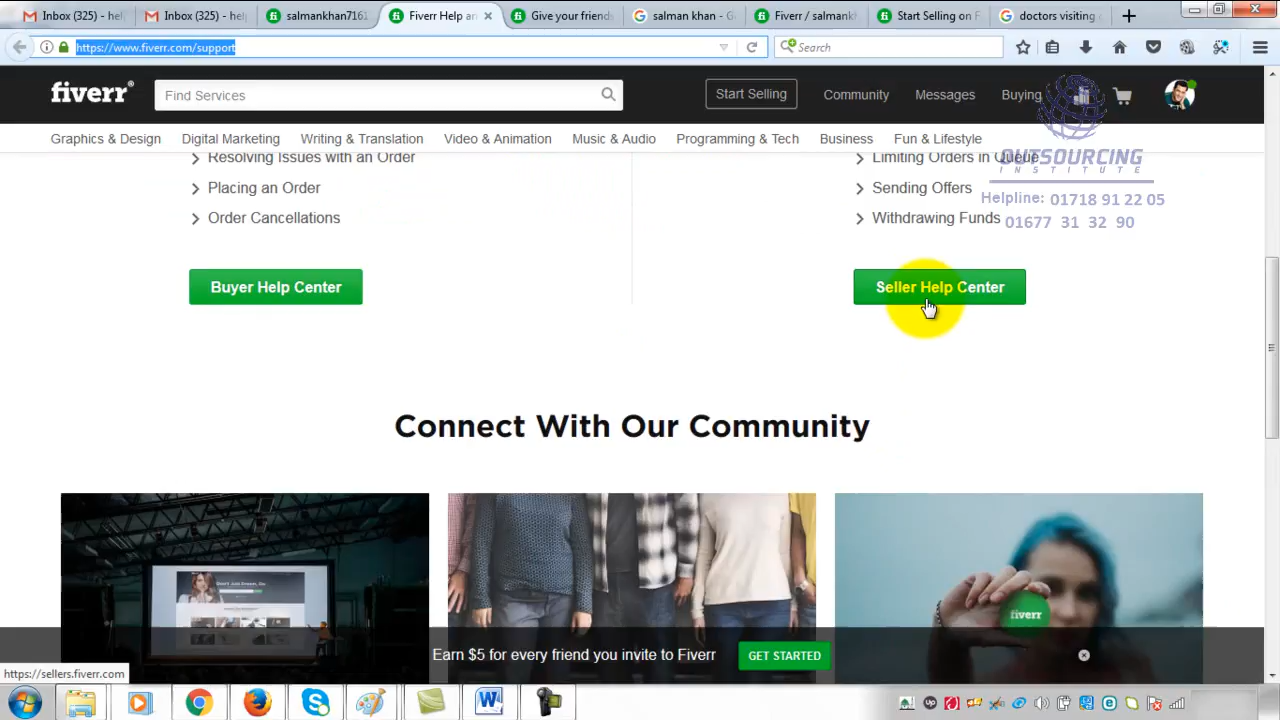 Inbox (325) - hel
Inbox (325) - help
salmankhan7161
Fiverr Help an
Give your friend
salman khan - G
Fiverr / salmankh
Start Selling on F
doctors visiting c
https://www.fiverr.com/support
Search
fiverr®
Find Services
Start Selling
Community
Messages
Buying
Graphics & Design
Digital Marketing
Writing & Translation
Video & Animation
Music & Audio
Programming & Tech
Business
Fun & Lifestyle
OUTSOURCING
INSTITUTE
Helpline: 01718 91 22 05
01677 31 32 90
Resolving Issues with an Order
Placing an Order
Order Cancellations
Limiting Orders in Queue
Sending Offers
Withdrawing Funds
Buyer Help Center
Seller Help Center
Connect With Our Community
fiverr
Earn $5 for every friend you invite to Fiverr
GET STARTED
https://sellers.fiverr.com